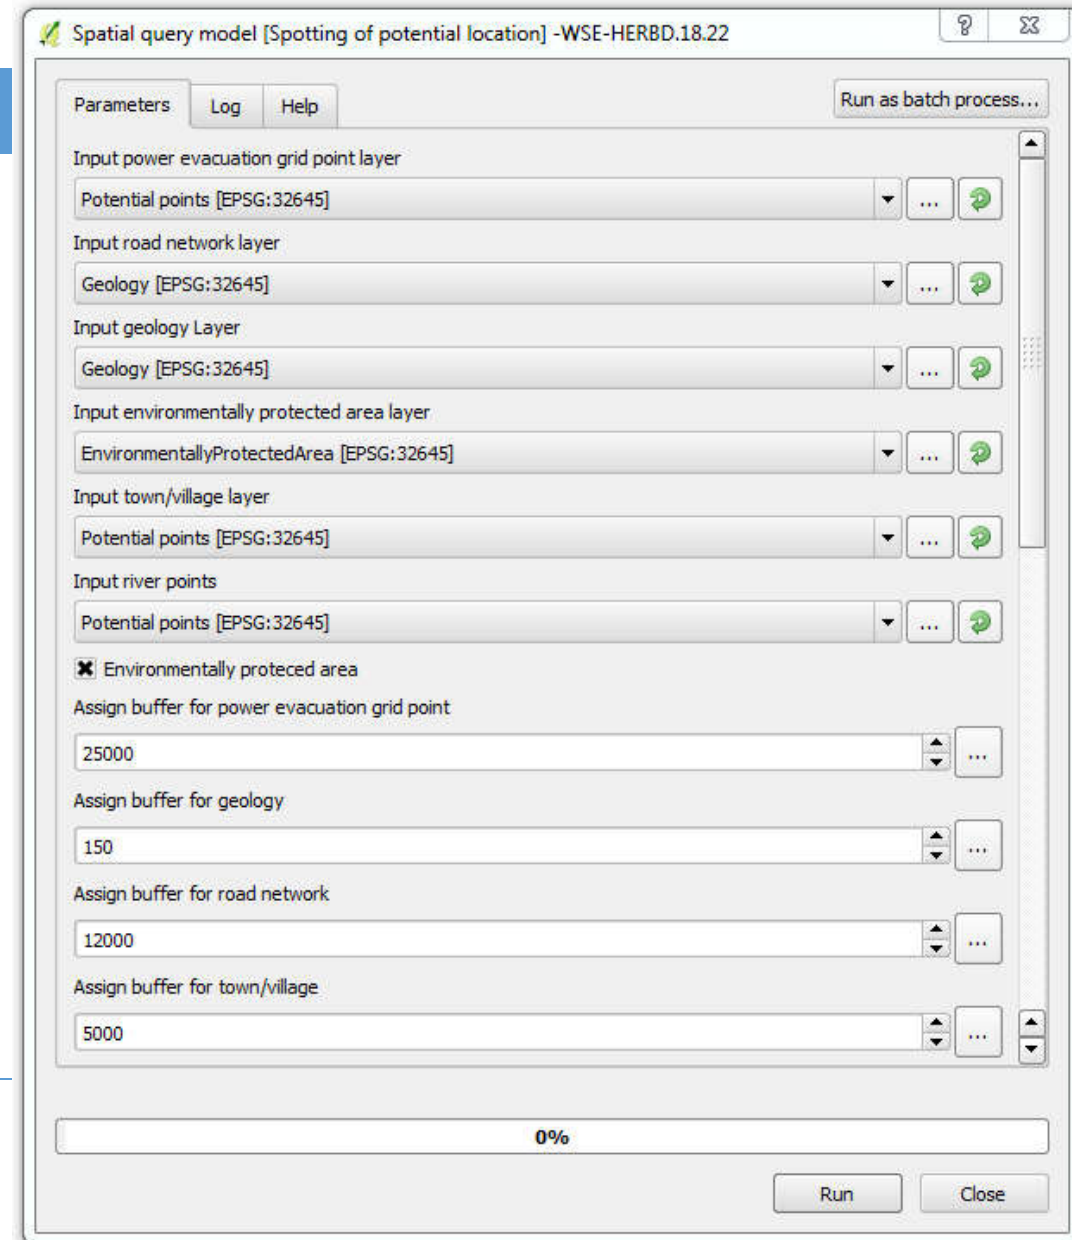 Spatial query model [Spotting of potential location] -WSE-HERBD.18.22
Parameters
Log
Help
Run as batch process...
Input power evacuation grid point layer
Potential points [EPSG:32645]
...
Input road network layer
Geology [EPSG:32645]
...
Input geology Layer
Geology [EPSG:32645]
...
Input environmentally protected area layer
EnvironmentallyProtectedArea [EPSG:32645]
...
Input town/village layer
Potential points [EPSG:32645]
...
Input river points
Potential points [EPSG:32645]
...
Environmentally proteced area
Assign buffer for power evacuation grid point
25000
...
Assign buffer for geology
150
...
Assign buffer for road network
12000
...
Assign buffer for town/village
5000
...
0%
Run
Close